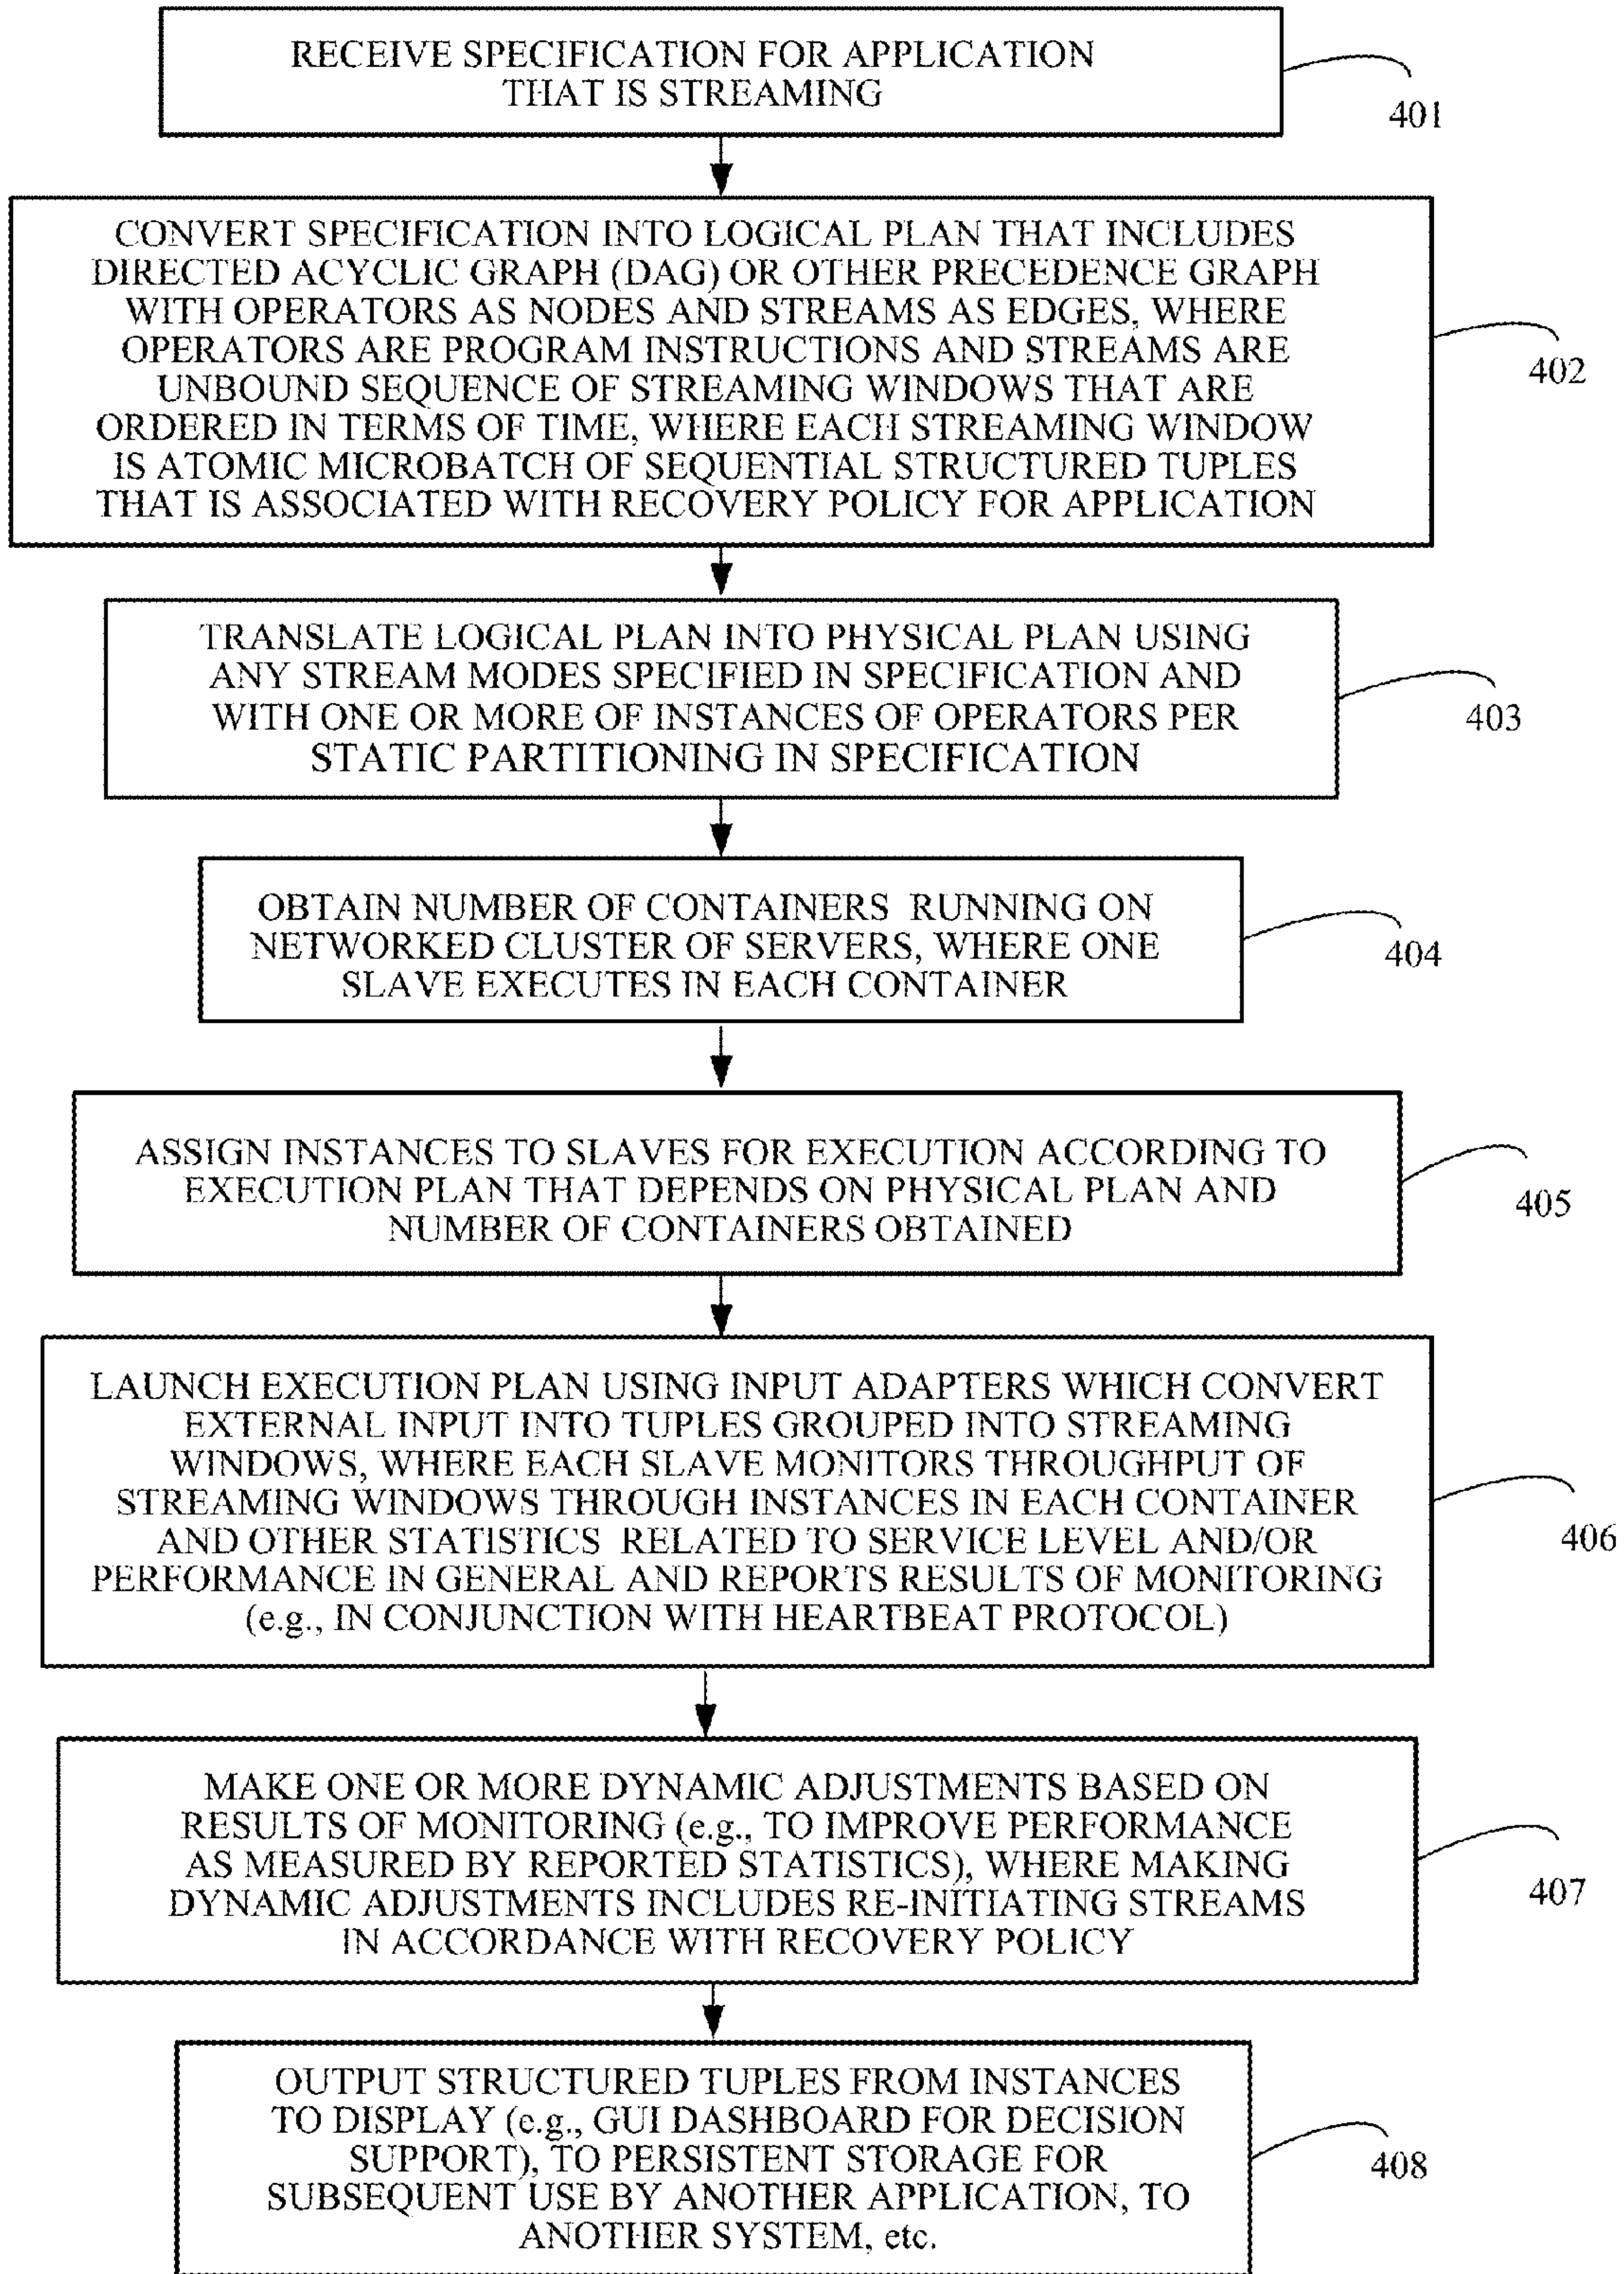 RECEIVE SPECIFICATION FOR APPLICATION
THAT IS STREAMING
401
CONVERT SPECIFICATION INTO LOGICAL PLAN THAT INCLUDES
DIRECTED ACYCLIC GRAPH (DAG) OR OTHER PRECEDENCE GRAPH
WITH OPERATORS AS NODES AND STREAMS AS EDGES, WHERE
OPERATORS ARE PROGRAM INSTRUCTIONS AND STREAMS ARE
UNBOUND SEQUENCE OF STREAMING WINDOWS THAT ARE
ORDERED IN TERMS OF TIME, WHERE EACH STREAMING WINDOW
IS ATOMIC MICROBATCH OF SEQUENTIAL STRUCTURED TUPLES
THAT IS ASSOCIATED WITH RECOVERY POLICY FOR APPLICATION
402
TRANSLATE LOGICAL PLAN INTO PHYSICAL PLAN USING
ANY STREAM MODES SPECIFIED IN SPECIFICATION AND
WITH ONE OR MORE OF INSTANCES OF OPERATORS PER
STATIC PARTITIONING IN SPECIFICATION
403
OBTAIN NUMBER OF CONTAINERS RUNNING ON
NETWORKED CLUSTER OF SERVERS, WHERE ONE
SLAVE EXECUTES IN EACH CONTAINER
404
ASSIGN INSTANCES TO SLAVES FOR EXECUTION ACCORDING TO
EXECUTION PLAN THAT DEPENDS ON PHYSICAL PLAN AND
NUMBER OF CONTAINERS OBTAINED
405
LAUNCH EXECUTION PLAN USING INPUT ADAPTERS WHICH CONVERT
EXTERNAL INPUT INTO TUPLES GROUPED INTO STREAMING
WINDOWS, WHERE EACH SLAVE MONITORS THROUGHPUT OF
STREAMING WINDOWS THROUGH INSTANCES IN EACH CONTAINER
AND OTHER STATISTICS RELATED TO SERVICE LEVEL AND/OR
PERFORMANCE IN GENERAL AND REPORTS RESULTS OF MONITORING
(e.g., IN CONJUNCTION WITH HEARTBEAT PROTOCOL)
406
MAKE ONE OR MORE DYNAMIC ADJUSTMENTS BASED ON
RESULTS OF MONITORING (e.g., TO IMPROVE PERFORMANCE
AS MEASURED BY REPORTED STATISTICS), WHERE MAKING
DYNAMIC ADJUSTMENTS INCLUDES RE-INITIATING STREAMS
IN ACCORDANCE WITH RECOVERY POLICY
407
OUTPUT STRUCTURED TUPLES FROM INSTANCES
TO DISPLAY (e.g., GUI DASHBOARD FOR DECISION
SUPPORT), TO PERSISTENT STORAGE FOR
SUBSEQUENT USE BY ANOTHER APPLICATION, TO
ANOTHER SYSTEM, etc.
408